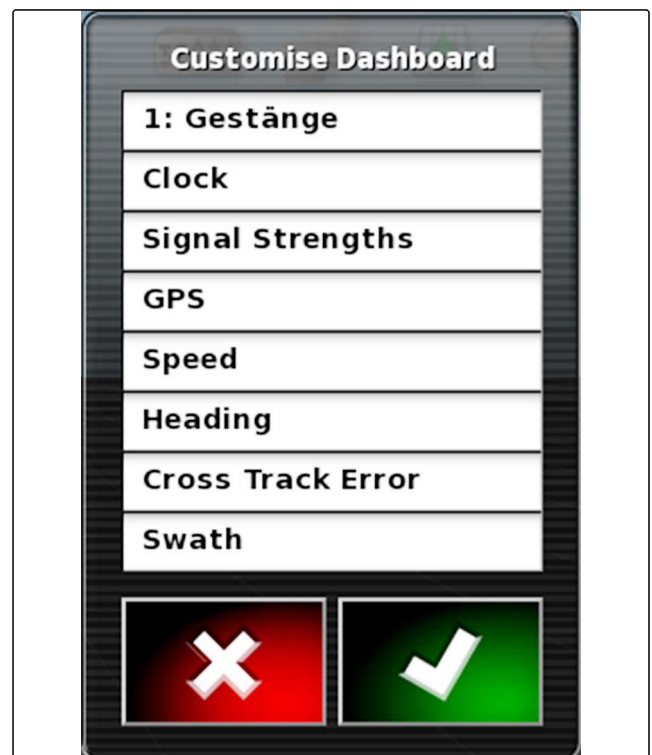 Customise Dashboard
1: Gestänge
Clock
Signal Strengths
GPS
Speed
Heading
Cross Track Error
Swath